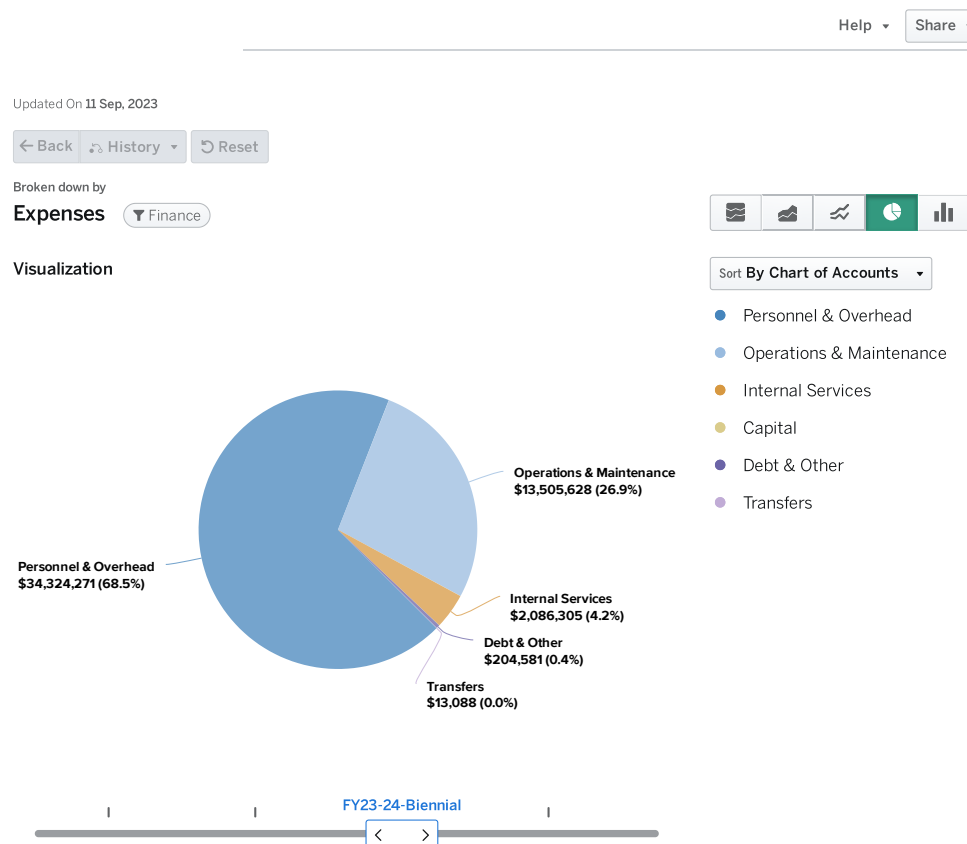 Help
Share
Updated On 11 Sep, 2023
Back
History
Reset
Broken down by
Expenses
Finance
Visualization
Sort By Chart of Accounts
Personnel & Overhead
Operations & Maintenance
Internal Services
Capital
Debt & Other
Transfers
Operations & Maintenance
$13,505,628 (26.9%)
Personnel & Overhead
$34,324,271 (68.5%)
Internal Services
$2,086,305 (4.2%)
Debt & Other
$204,581 (0.4%)
Transfers
$13,088 (0.0%)
FY23-24-Biennial